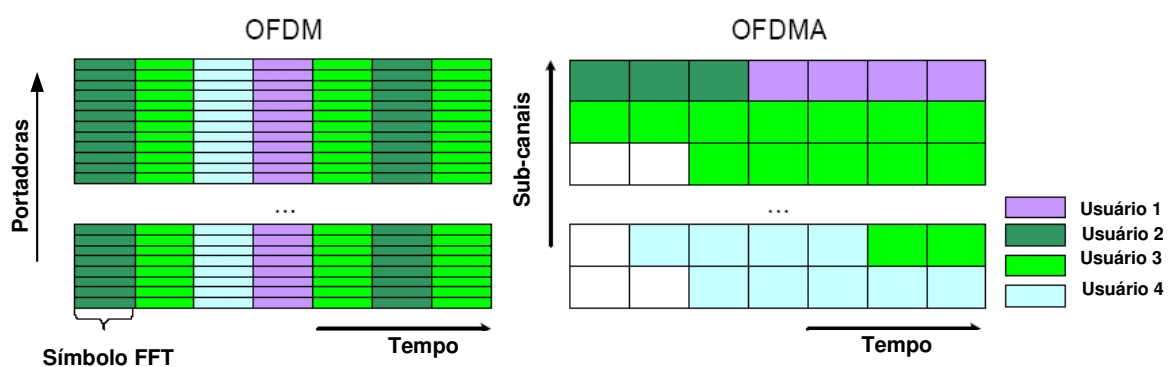 OFDM
Portadoras
...
Símbolo FFT
Tempo
OFDMA
Sub-canais
...
Tempo
Usuário 1
Usuário 2
Usuário 3
Usuário 4